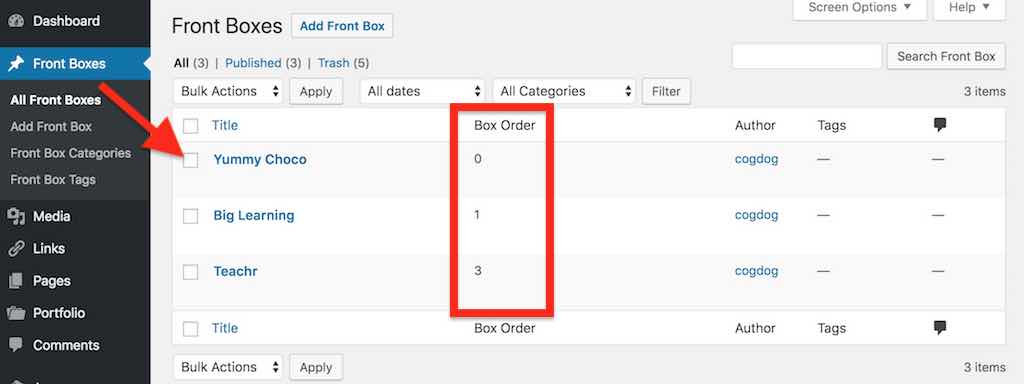 Dashboard
Front Boxes
All Front Boxes
Add Front Box
Front Box Categories
Front Box Tags
Media
Links
Pages
Portfolio
Comments
Screen Options ▼ Help ▼
Front Boxes Add Front Box
All (3) | Published (3) | Trash (5)
Search Front Box
Bulk Actions Apply All dates All Categories Filter 3 items
Title Box Order Author Tags
Yummy Choco 0 cogdog — —
Big Learning 1 cogdog — —
Teachr 3 cogdog — —
Title Box Order Author Tags
Bulk Actions Apply 3 items